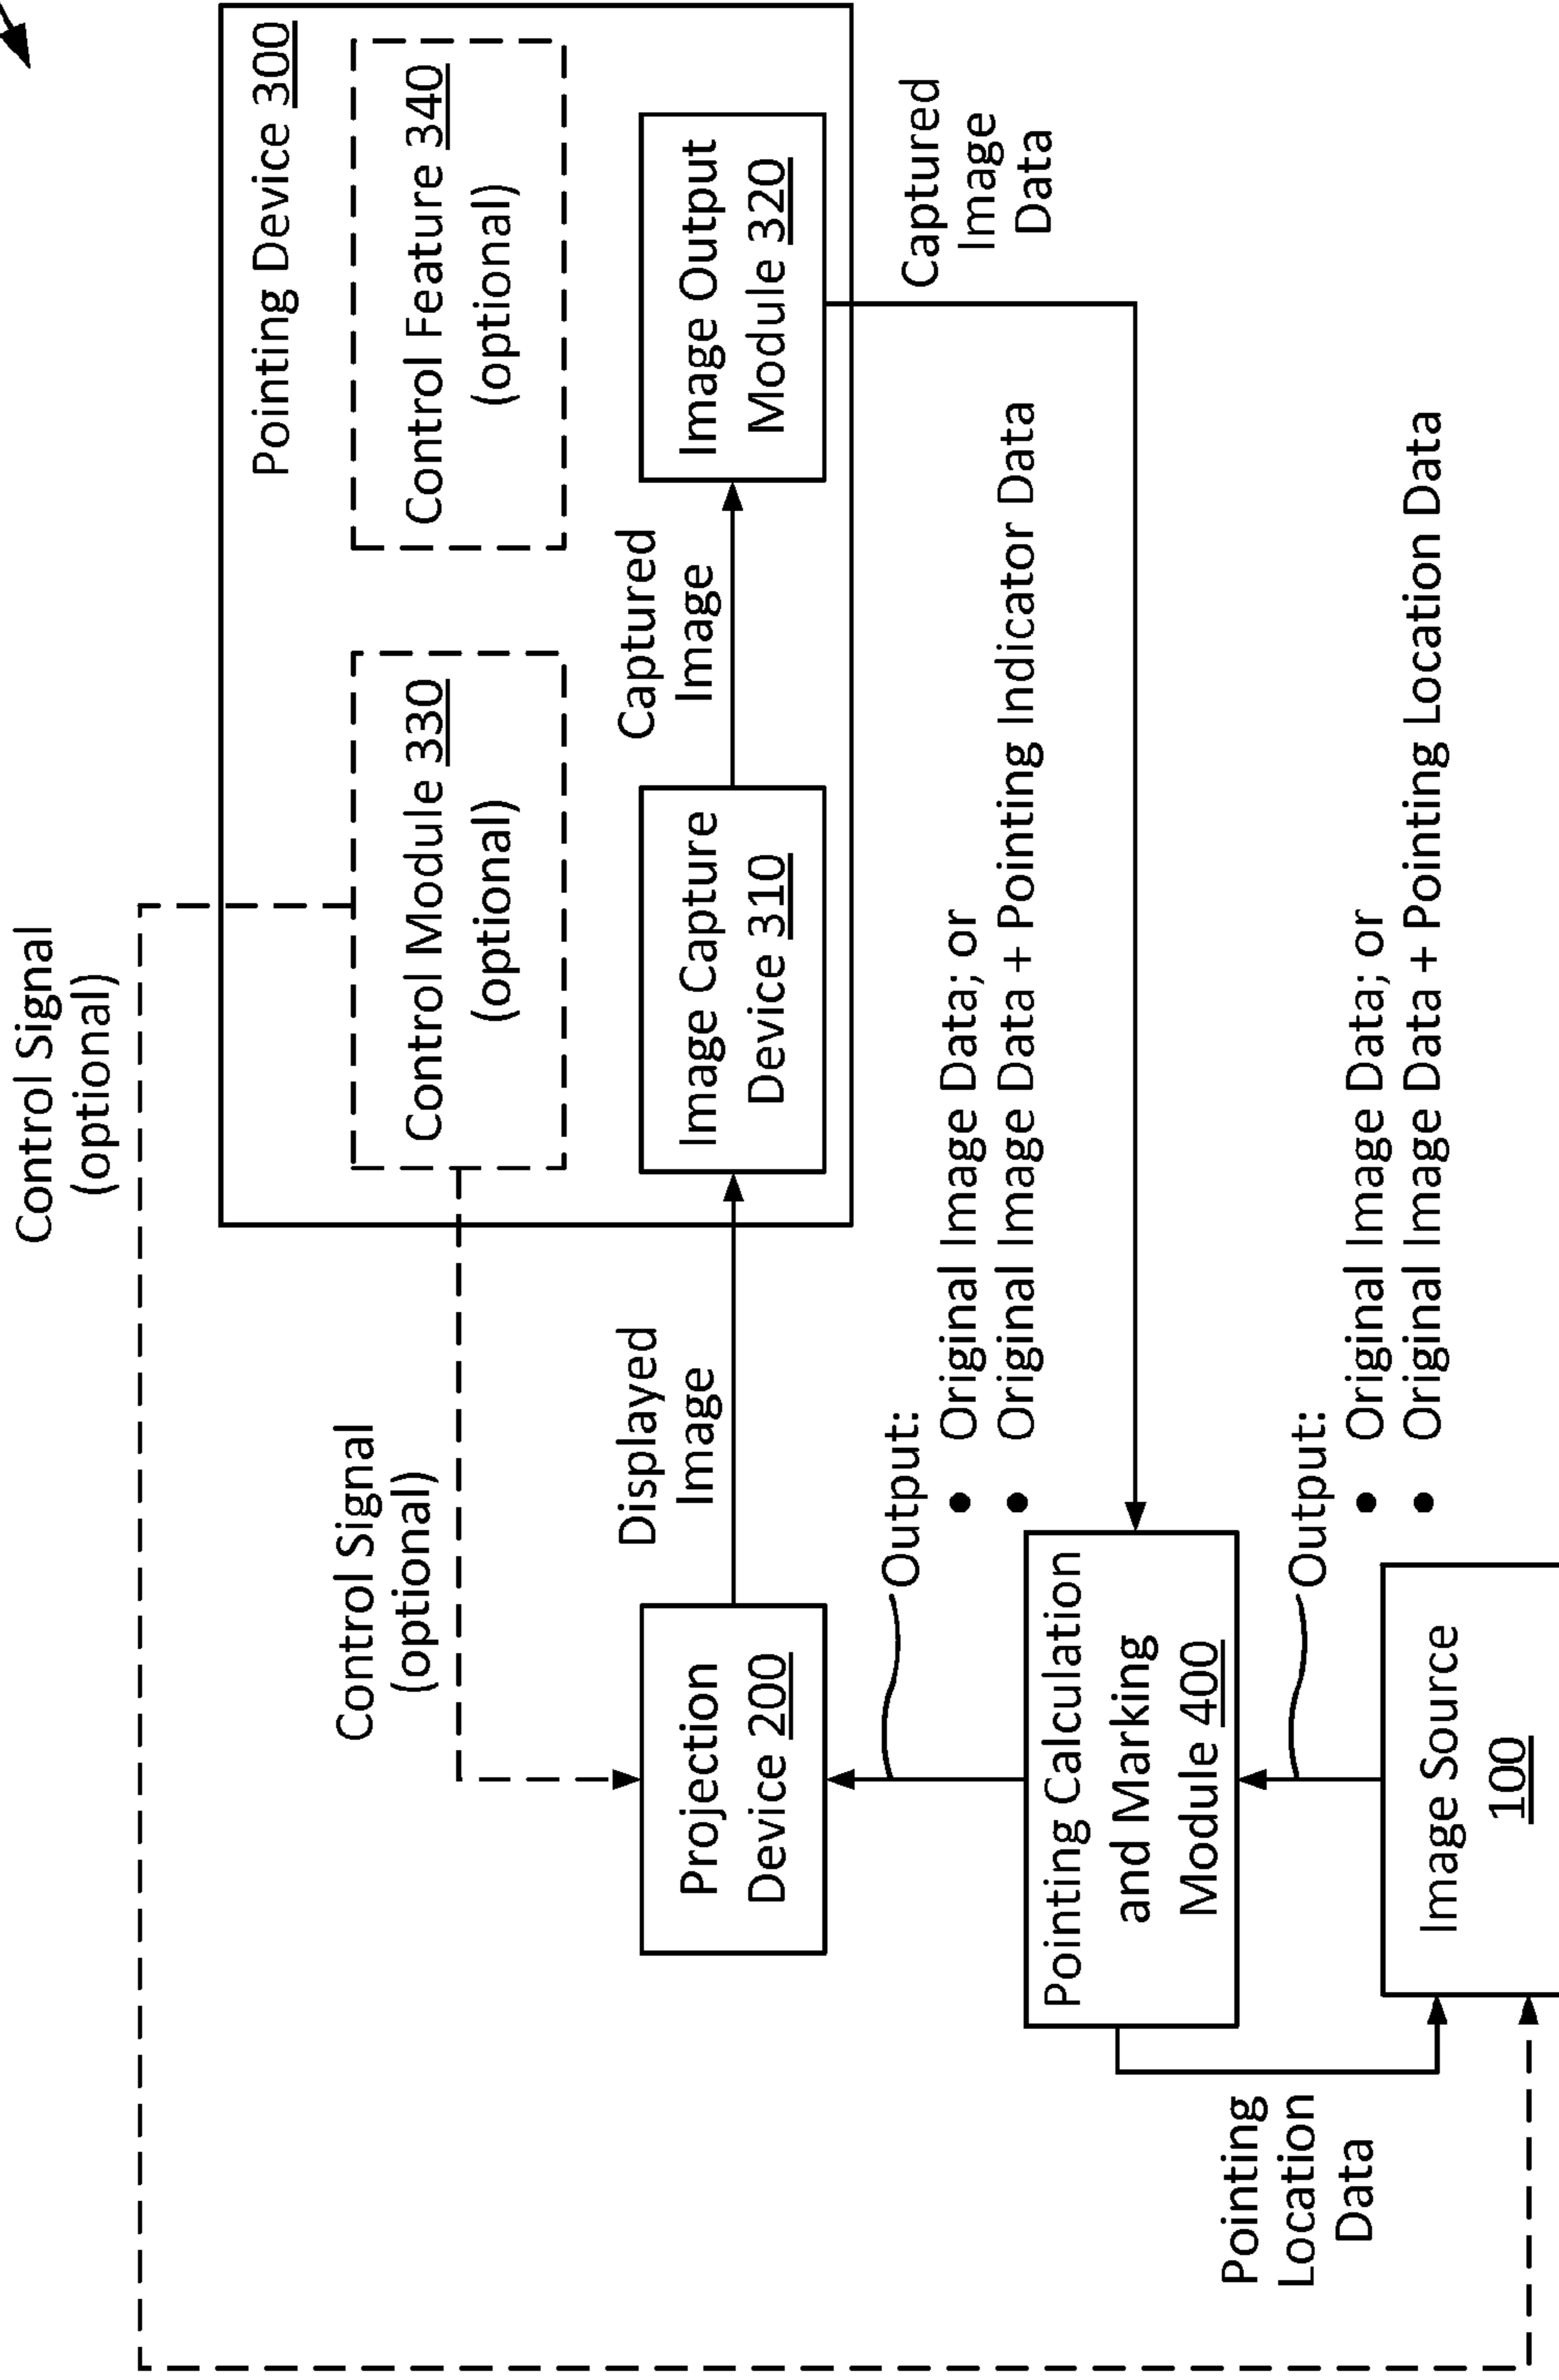 Control Signal
(optional)
Pointing Device 300
Control Module 330
(optional)
Control Feature 340
(optional)
Control Signal
(optional)
Displayed
Image
Captured
Image
Projection
Device 200
Image Capture
Device 310
Image Output
Module 320
Captured
Image
Data
Output:
• Original Image Data; or
• Original Image Data + Pointing Indicator Data
Pointing Calculation
and Marking
Module 400
Pointing
Location
Data
Output:
• Original Image Data; or
• Original Image Data + Pointing Location Data
Image Source
100